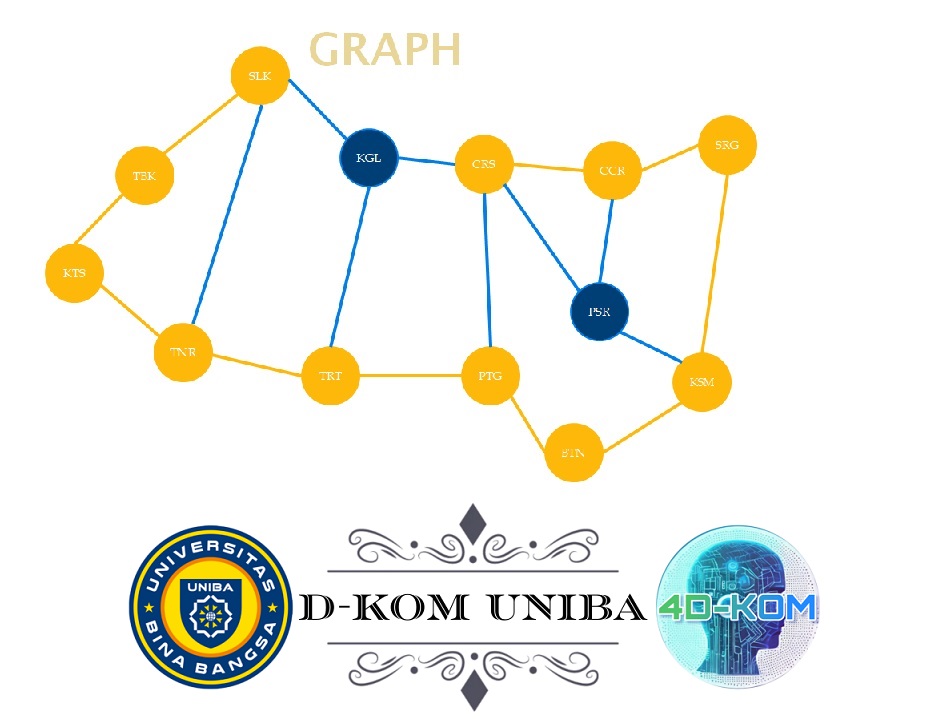 GRAPH
SLK
KGL
CRS
CCR
SRG
TBK
KTS
PSR
TNR
TRT
PTG
KSM
BTN
UNIVERSITAS
UNIBA
BINA BANGSA
D-KOM UNIBA
4D-KOM